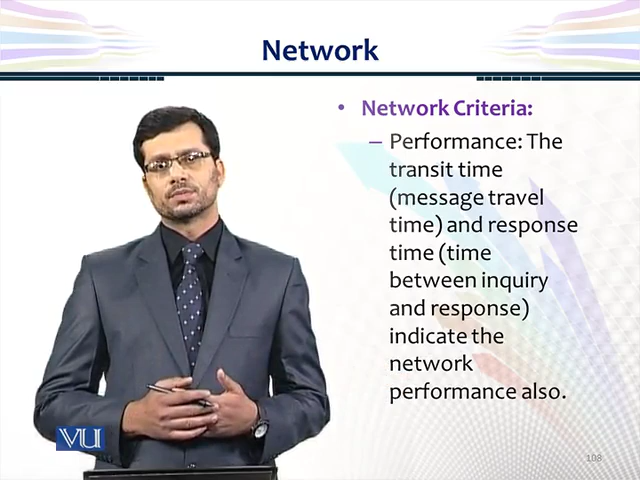 Network
• Network Criteria:
– Performance: The
transit time
(message travel
time) and response
time (time
between inquiry
and response)
indicate the
network
performance also.
VU
108